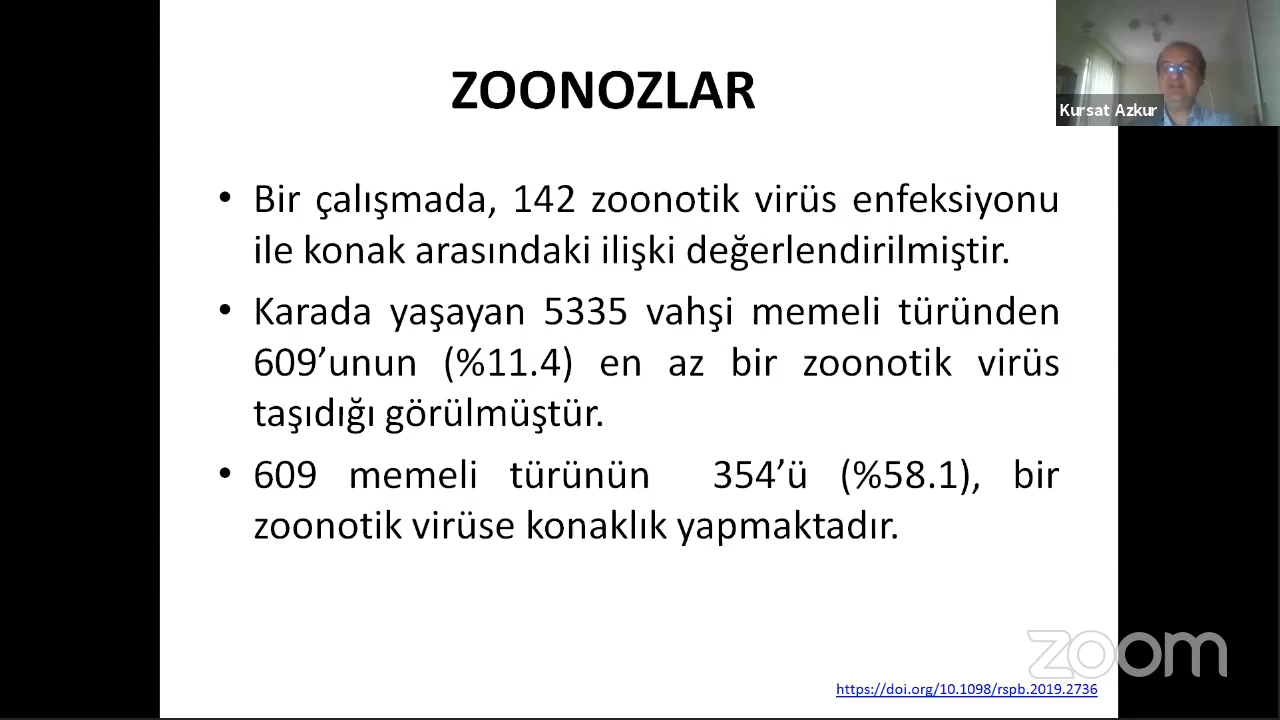 ZOONOZLAR
Kursat Azkur
• Bir çalışmada, 142 zoonotik virüs enfeksiyonu
ile konak arasındaki ilişki değerlendirilmiştir.
• Karada yaşayan 5335 vahşi memeli türünden
609’unun (%11.4) en az bir zoonotik virüs
taşıdığı görülmüştür.
• 609 memeli türünün 354’ü (%58.1), bir
zoonotik virüse konaklık yapmaktadır.
zoom
https://doi.org/10.1098/rspb.2019.2736